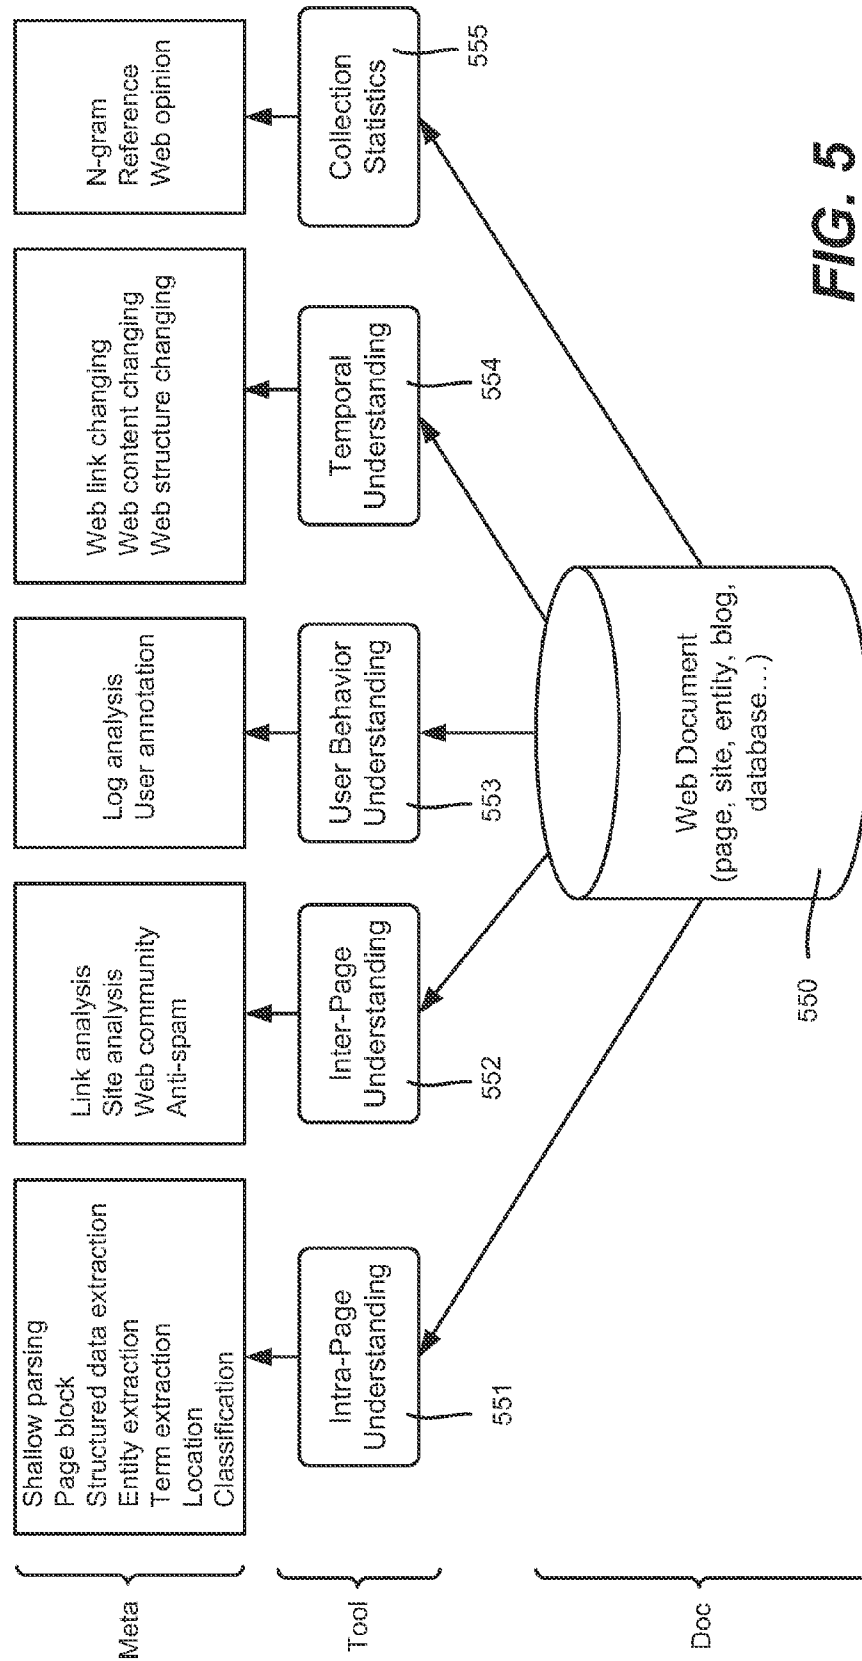 Meta
Shallow parsing
Page block
Structured data extraction
Entity extraction
Term extraction
Location
Classification
Link analysis
Site analysis
Web community
Anti-spam
Log analysis
User annotation
Web link changing
Web content changing
Web structure changing
N-gram
Reference
Web opinion
Tool
Intra-Page
Understanding
551
Inter-Page
Understanding
552
User Behavior
Understanding
553
Temporal
Understanding
554
Collection
Statistics
555
Doc
Web Document
(page, site, entity, blog,
database...)
550
FIG. 5